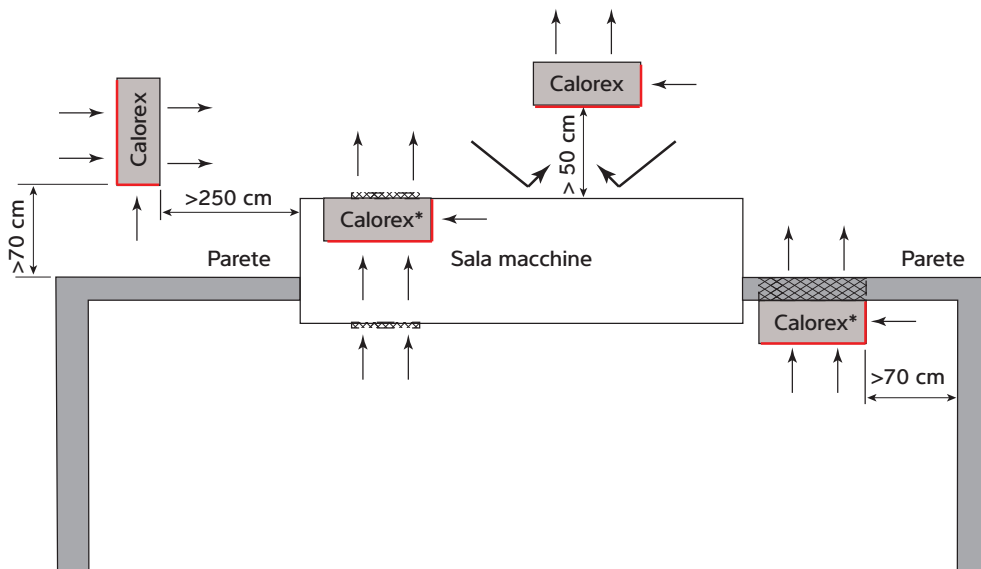 Calorex
Calorex
> 50 cm
>250 cm
>70 cm
Calorex*
Parete
Sala macchine
Parete
Calorex*
>70 cm